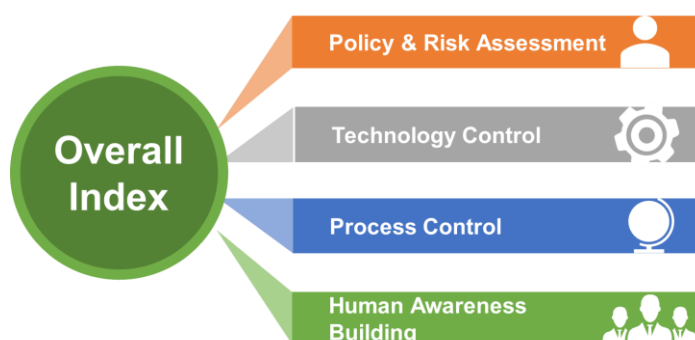 Overall
Index
Policy & Risk Assessment
Technology Control
Process Control
Human Awareness
Building